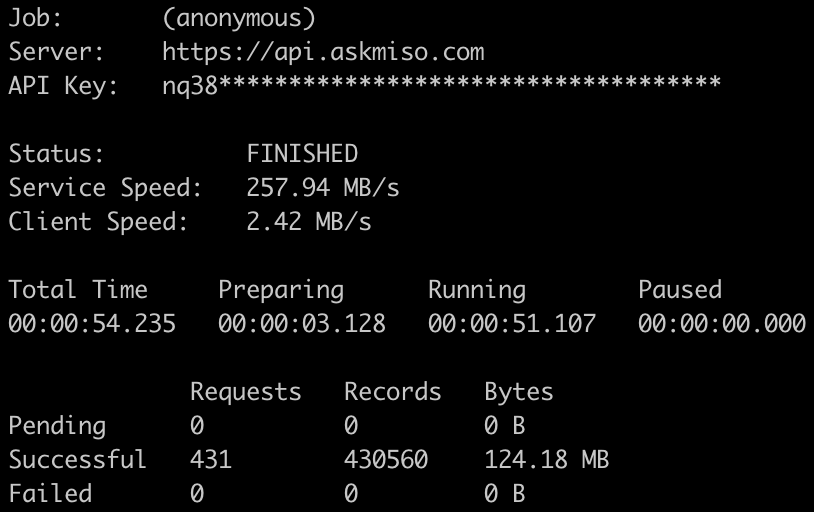 Job: (anonymous)
Server: https://api.askmiso.com
API Key: nq38************************************
Status: FINISHED
Service Speed: 257.94 MB/s
Client Speed: 2.42 MB/s
Total Time Preparing Running Paused
00:00:54.235 00:00:03.128 00:00:51.107 00:00:00.000
Requests Records Bytes
Pending 0 0 0 B
Successful 431 430560 124.18 MB
Failed 0 0 0 B